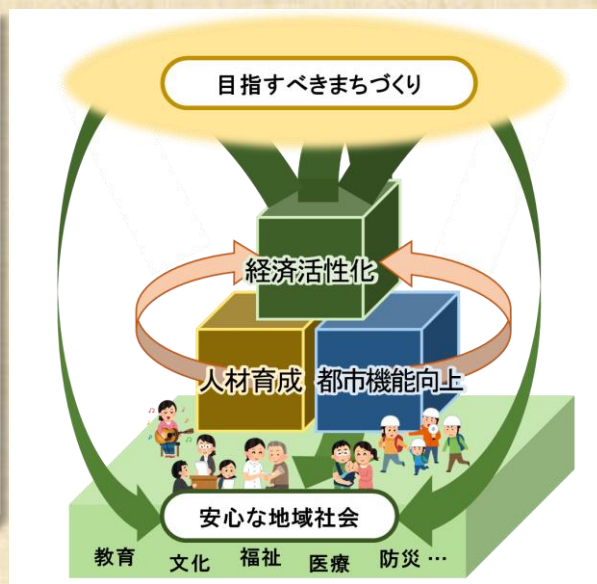 目指すべきまちづくり
経済活性化
人材育成 都市機能向上
安心な地域社会
教育 文化 福祉 医療 防災…